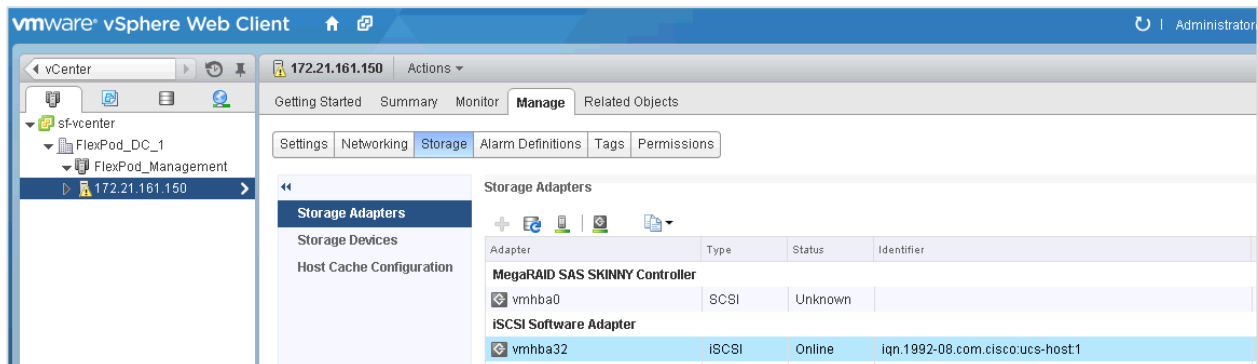 vmware® vSphere Web Client
Administrator
vCenter
172.21.161.150 Actions
Getting Started Summary Monitor Manage Related Objects
sf-vcenter
FlexPod_DC_1
FlexPod_Management
172.21.161.150
Settings Networking Storage Alarm Definitions Tags Permissions
Storage Adapters
Storage Devices
Host Cache Configuration
Storage Adapters
Adapter Type Status Identifier
MegaRAID SAS SKINNY Controller
vmhba0 SCSI Unknown
iSCSI Software Adapter
vmhba32 iSCSI Online iqn.1992-08.com.cisco:ucs-host:1